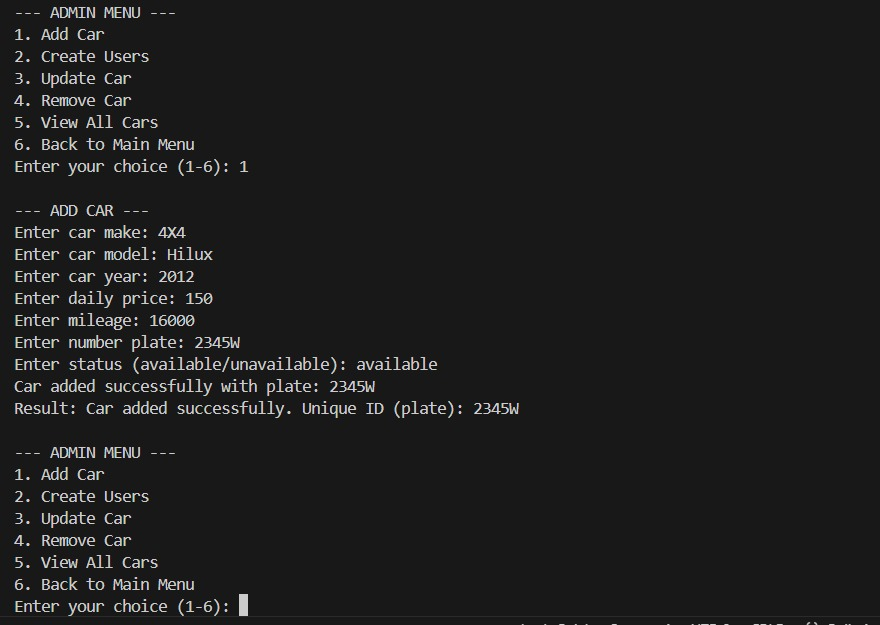 --- ADMIN MENU ---
1. Add Car
2. Create Users
3. Update Car
4. Remove Car
5. View All Cars
6. Back to Main Menu
Enter your choice (1-6): 1
--- ADD CAR ---
Enter car make: 4X4
Enter car model: Hilux
Enter car year: 2012
Enter daily price: 150
Enter mileage: 16000
Enter number plate: 2345W
Enter status (available/unavailable): available
Car added successfully with plate: 2345W
Result: Car added successfully. Unique ID (plate): 2345W
--- ADMIN MENU ---
1. Add Car
2. Create Users
3. Update Car
4. Remove Car
5. View All Cars
6. Back to Main Menu
Enter your choice (1-6):